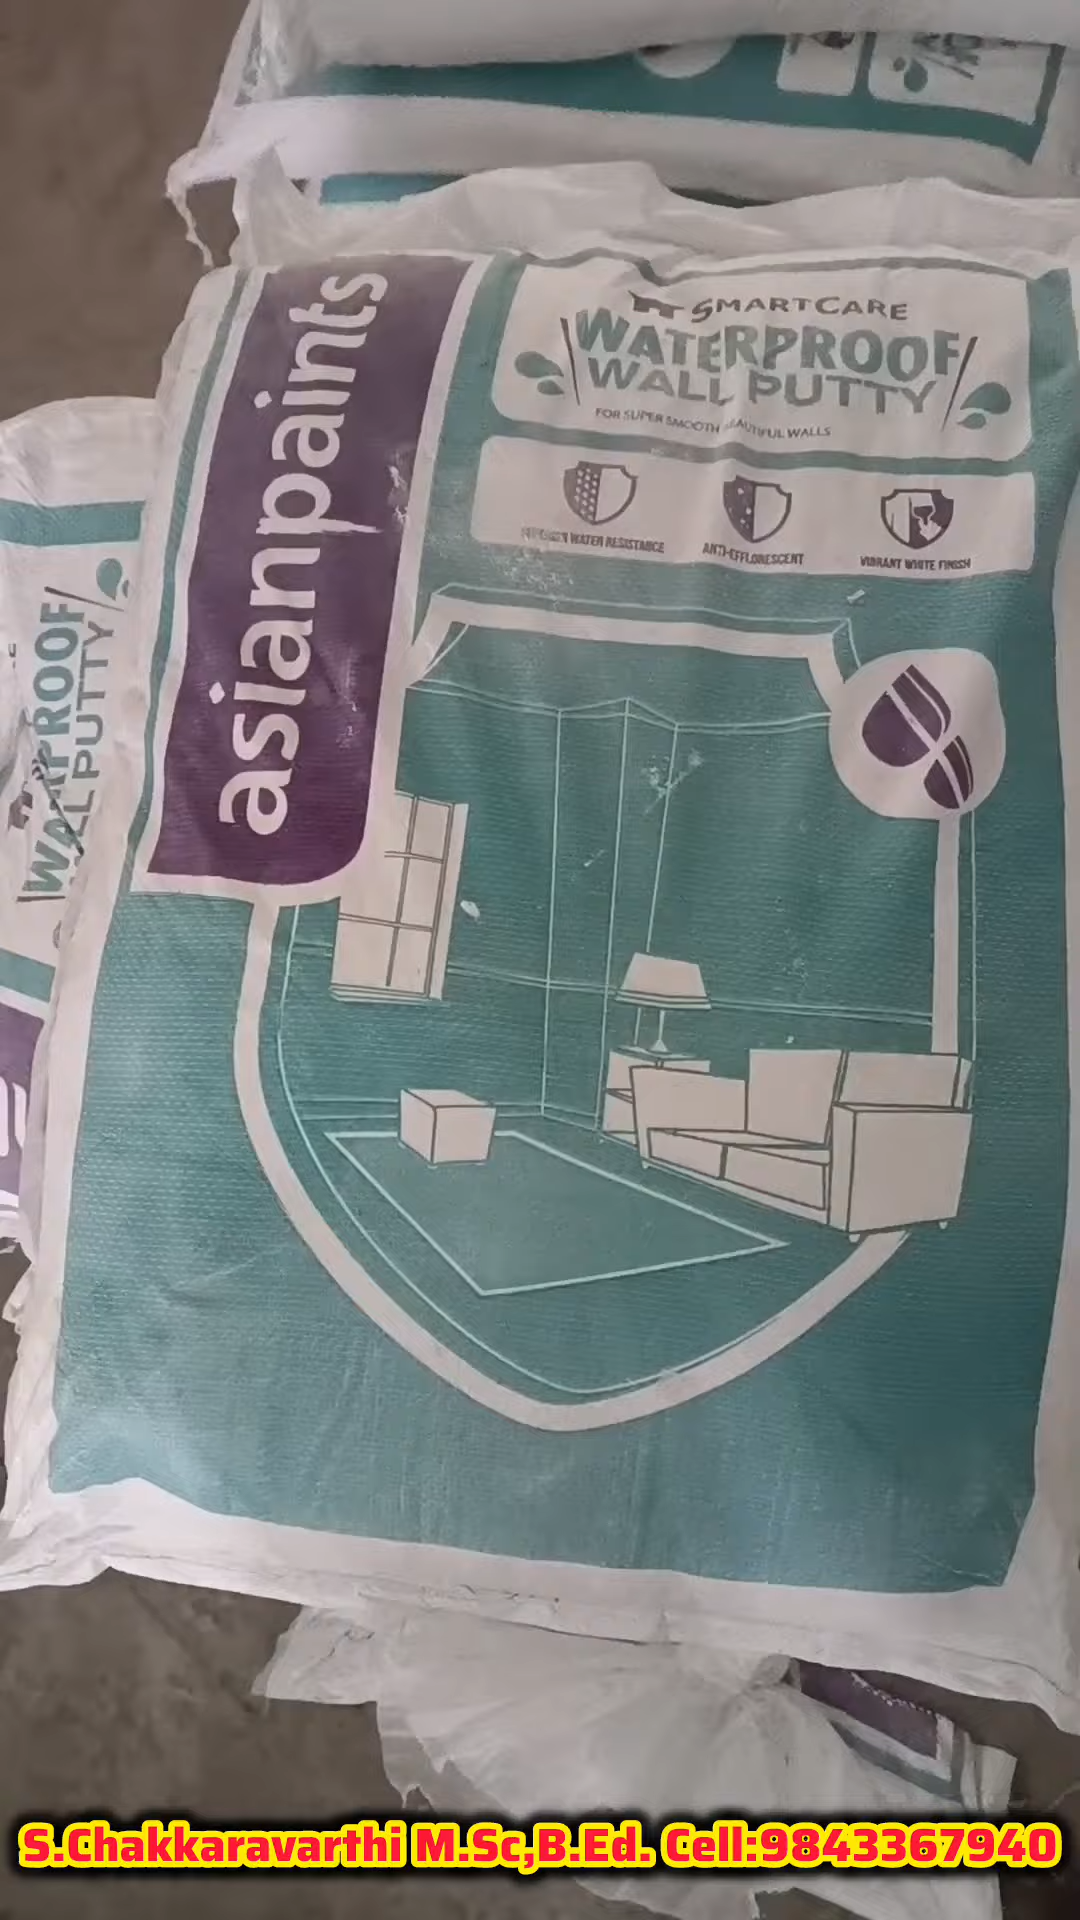 asianpaints
SMARTCARE
WATERPROOF
WALL PUTTY
FOR SUPER SMOOTH BEAUTIFUL WALLS
WATER RESISTANCE
ANTI-EFFLORESCENT
VIBRANT WHITE FINISH
WATERPROOF
WALL PUTTY
S.Chakkaravarthi M.Sc,B.Ed. Cell:9843367940